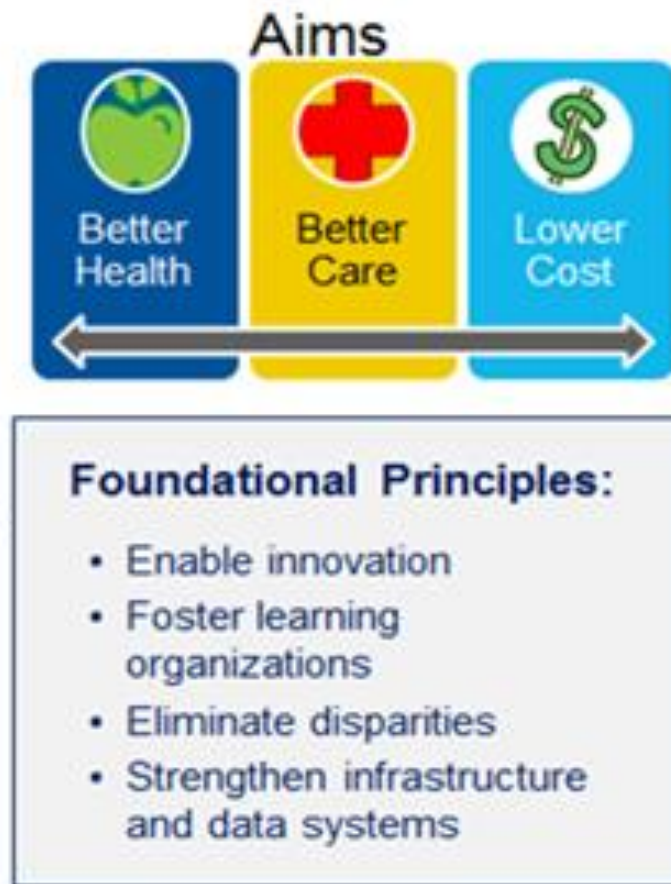 Aims
Better
Health
Better
Care
Lower
Cost
Foundational Principles:
• Enable innovation
• Foster learning
organizations
• Eliminate disparities
• Strengthen infrastructure
and data systems